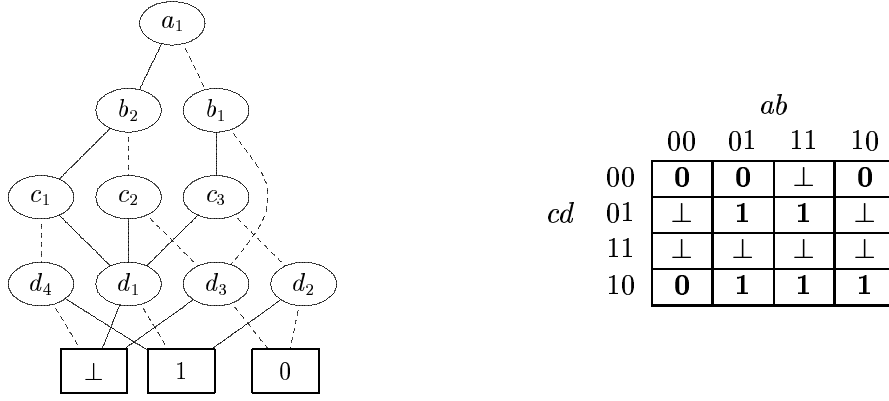 a₁
b₂ b₁
c₁ c₂ c₃
d₄ d₁ d₃ d₂
⊥ 1 0
ab
00 01 11 10
00 0 0 ⊥ 0
cd 01 ⊥ 1 1 ⊥
11 ⊥ ⊥ ⊥ ⊥
10 0 1 1 1